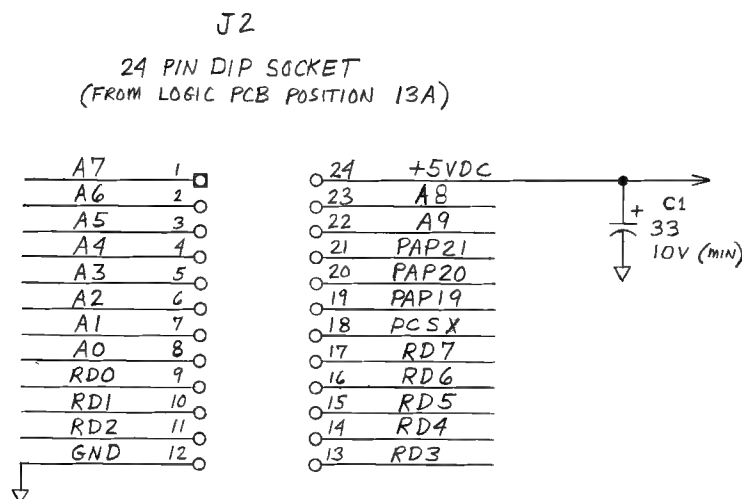 J2
24 PIN DIP SOCKET
(FROM LOGIC PCB POSITION 13A)
A7 1
A6 2
A5 3
A4 4
A3 5
A2 6
A1 7
A0 8
RD0 9
RD1 10
RD2 11
GND 12
24 +5VDC
23 A8
22 A9
21 PAP21
20 PAP20
19 PAP19
18 PCSX
17 RD7
16 RD6
15 RD5
14 RD4
13 RD3
+ C1
33
10V (MIN)